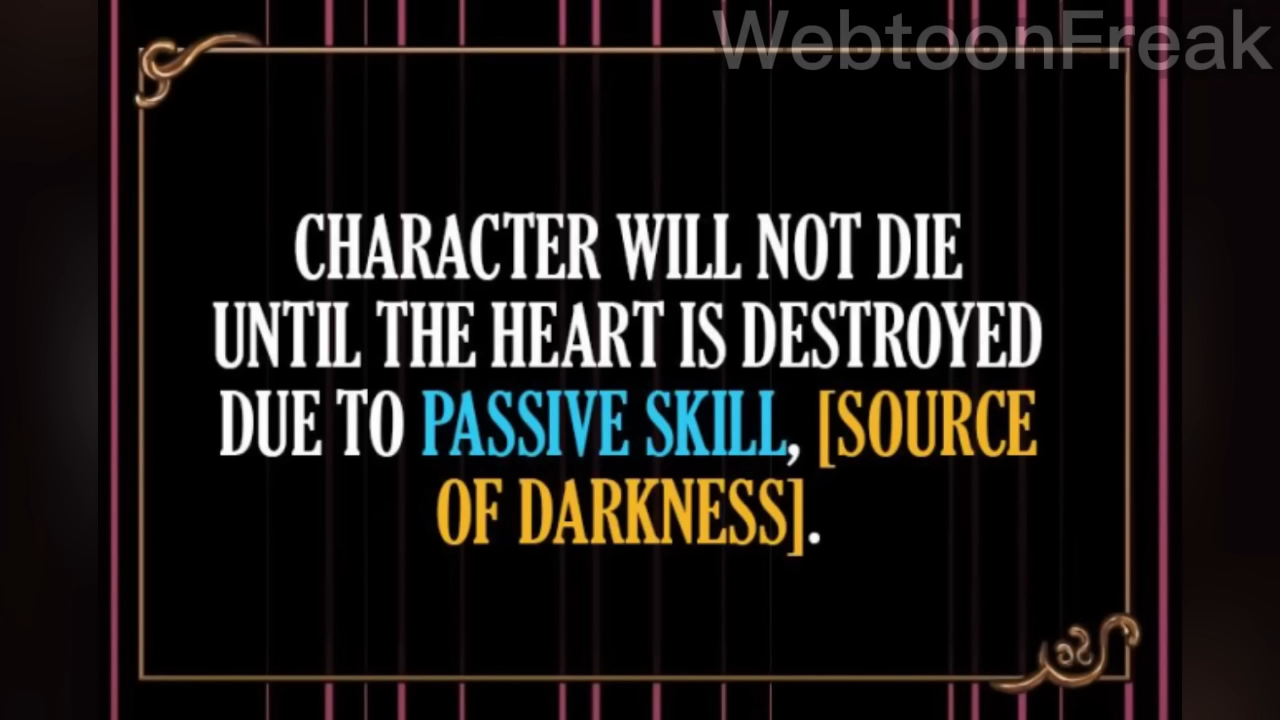 WebtoonFreak
CHARACTER WILL NOT DIE
UNTIL THE HEART IS DESTROYED
DUE TO PASSIVE SKILL, [SOURCE
OF DARKNESS].